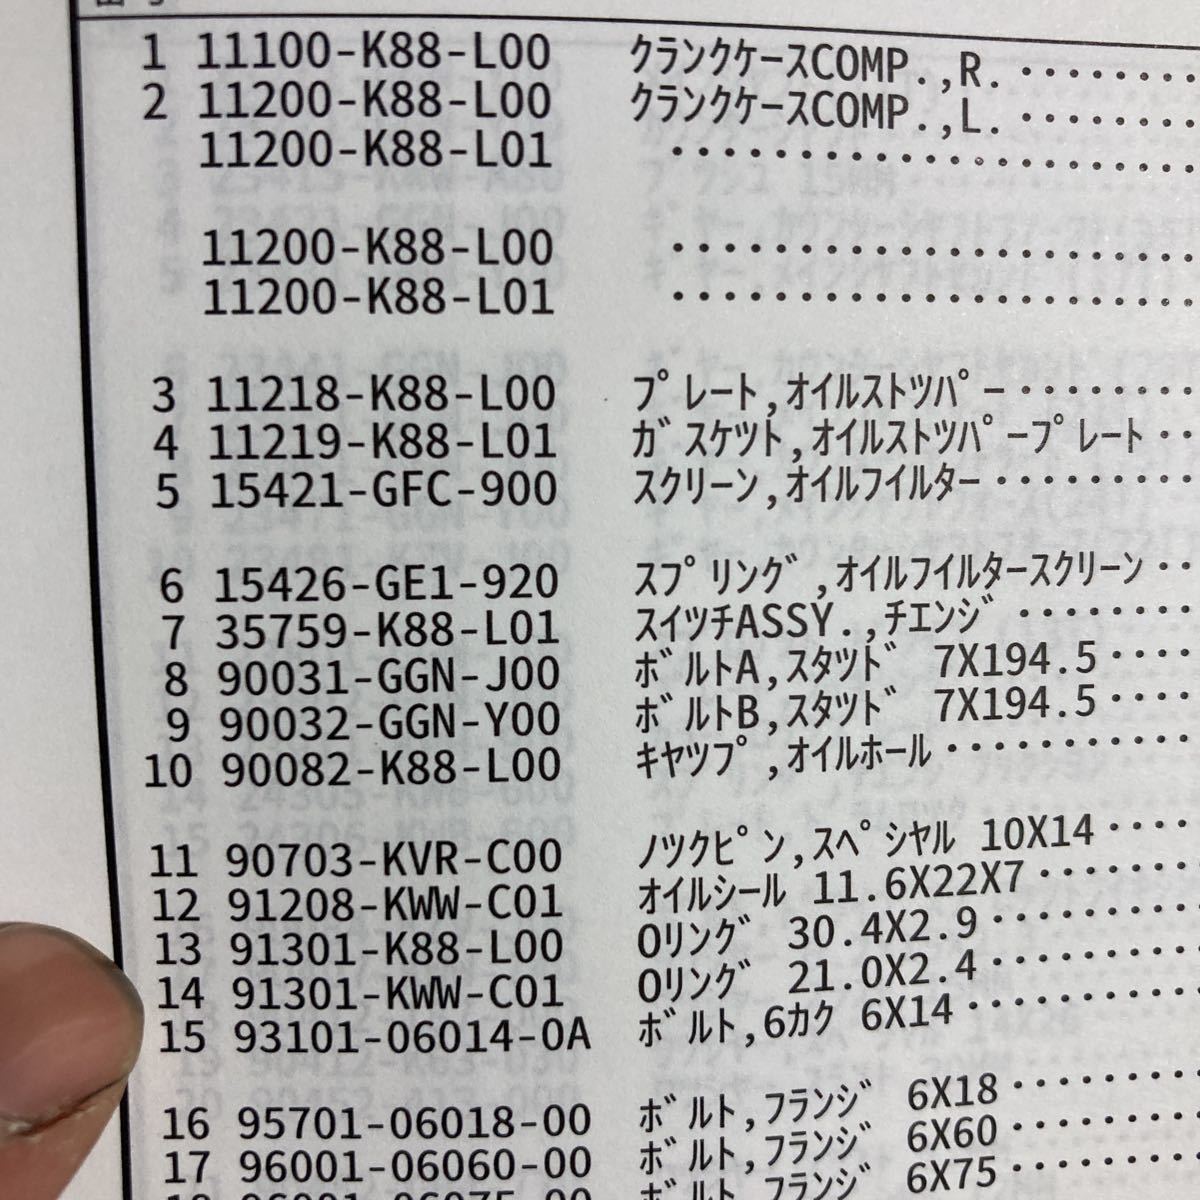 1 11100-K88-L00 クランクケースCOMP.,R.
2 11200-K88-L00 クランクケースCOMP.,L.
11200-K88-L01
11200-K88-L00
11200-K88-L01
3 11218-K88-L00 プレート,オイルストツパー
4 11219-K88-L01 ガスケツト,オイルストツパープレート
5 15421-GFC-900 スクリーン,オイルフイルター
6 15426-GE1-920 スプリング,オイルフイルタースクリーン
7 35759-K88-L01 スイツチASSY.,チエンジ
8 90031-GGN-J00 ボルトA,スタツド 7X194.5
9 90032-GGN-Y00 ボルトB,スタツド 7X194.5
10 90082-K88-L00 キヤツプ,オイルホール
11 90703-KVR-C00 ノツクピン,スペシヤル 10X14
12 91208-KWW-C01 オイルシール 11.6X22X7
13 91301-K88-L00 Oリング 30.4X2.9
14 91301-KWW-C01 Oリング 21.0X2.4
15 93101-06014-0A ボルト,6カク 6X14
16 95701-06018-00 ボルト,フランジ 6X18
17 96001-06060-00 ボルト,フランジ 6X60
18 96001-06075-00 ボルト,フランジ 6X75